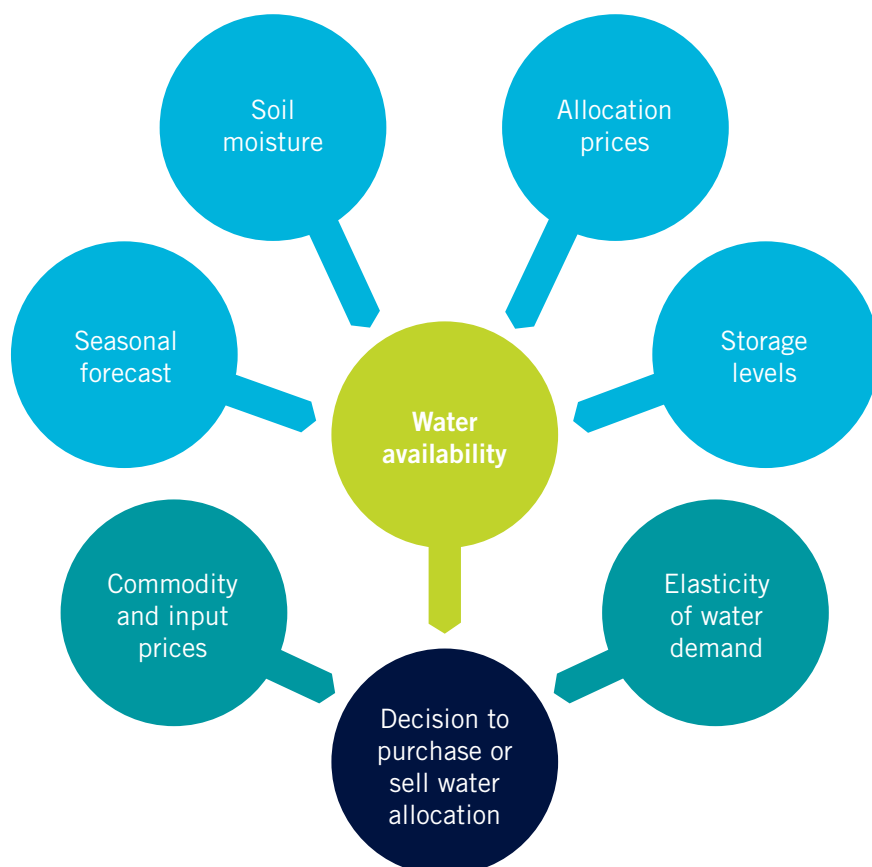 Soil
moisture
Allocation
prices
Seasonal
forecast
Storage
levels
Water
availability
Commodity
and input
prices
Elasticity
of water
demand
Decision to
purchase or
sell water
allocation